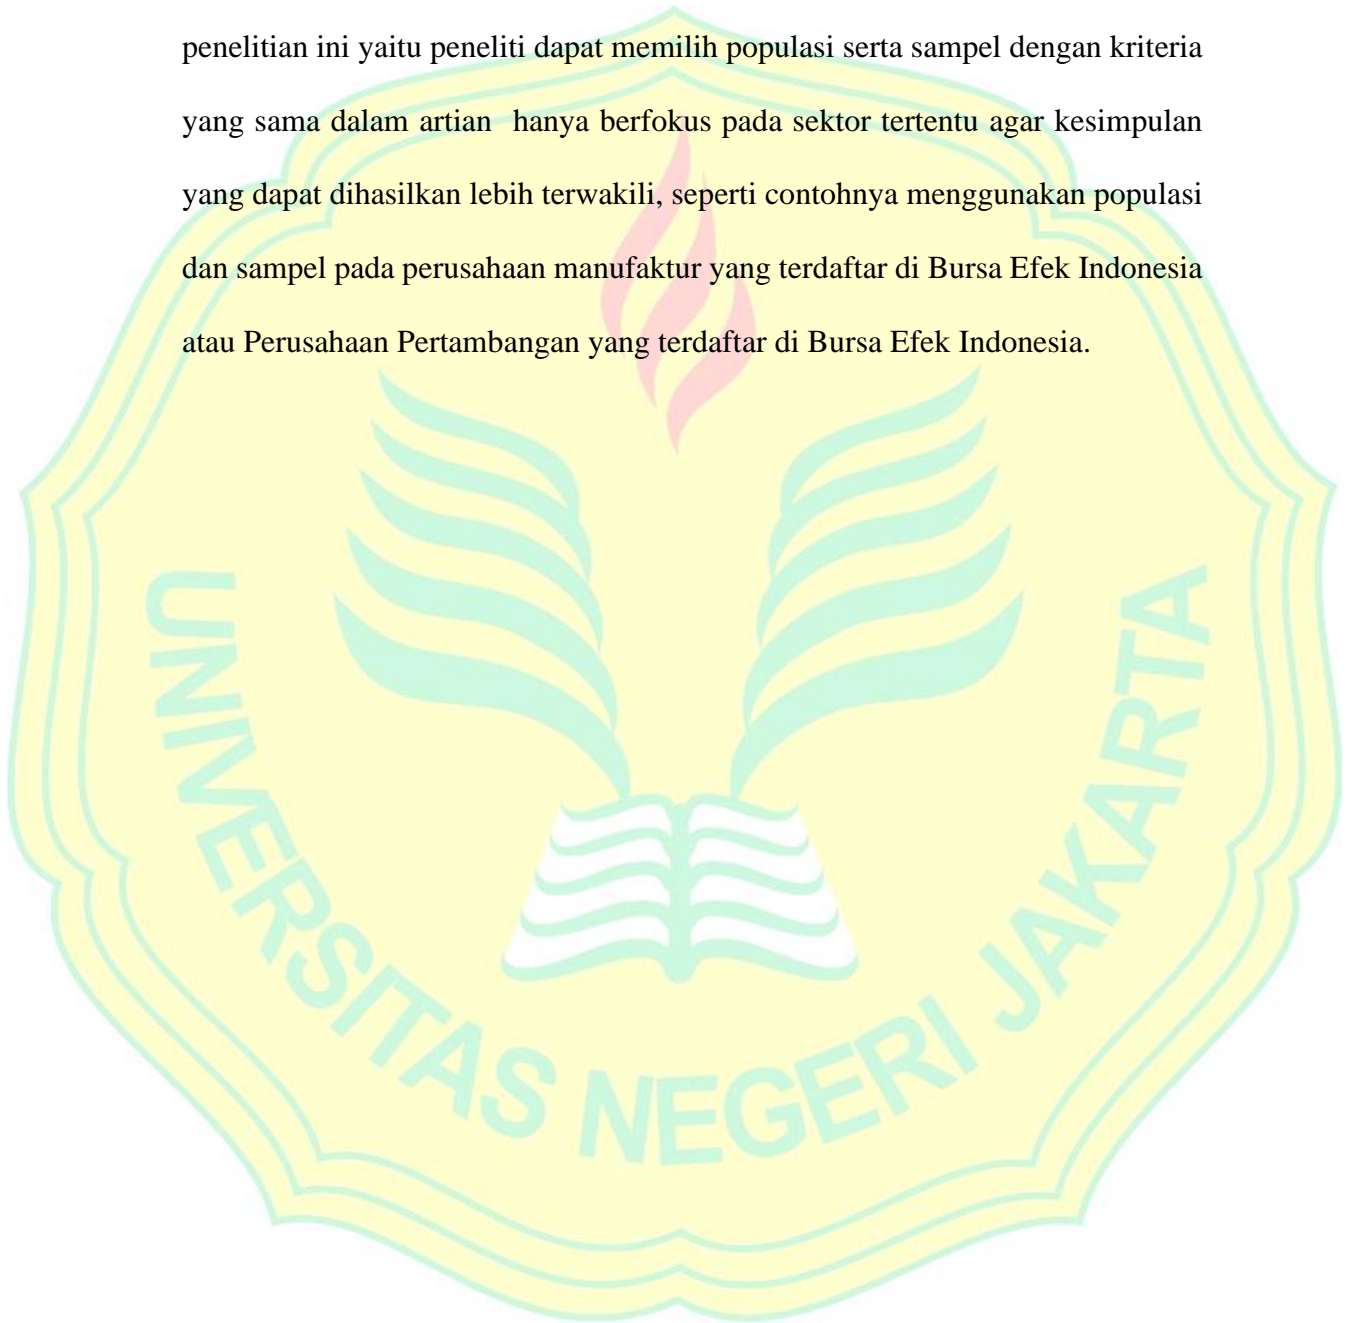 penelitian ini yaitu peneliti dapat memilih populasi serta sampel dengan kriteria
yang sama dalam artian hanya berfokus pada sektor tertentu agar kesimpulan
yang dapat dihasilkan lebih terwakili, seperti contohnya menggunakan populasi
dan sampel pada perusahaan manufaktur yang terdaftar di Bursa Efek Indonesia
atau Perusahaan Pertambangan yang terdaftar di Bursa Efek Indonesia.
UNIVERSITAS NEGERI JAKARTA